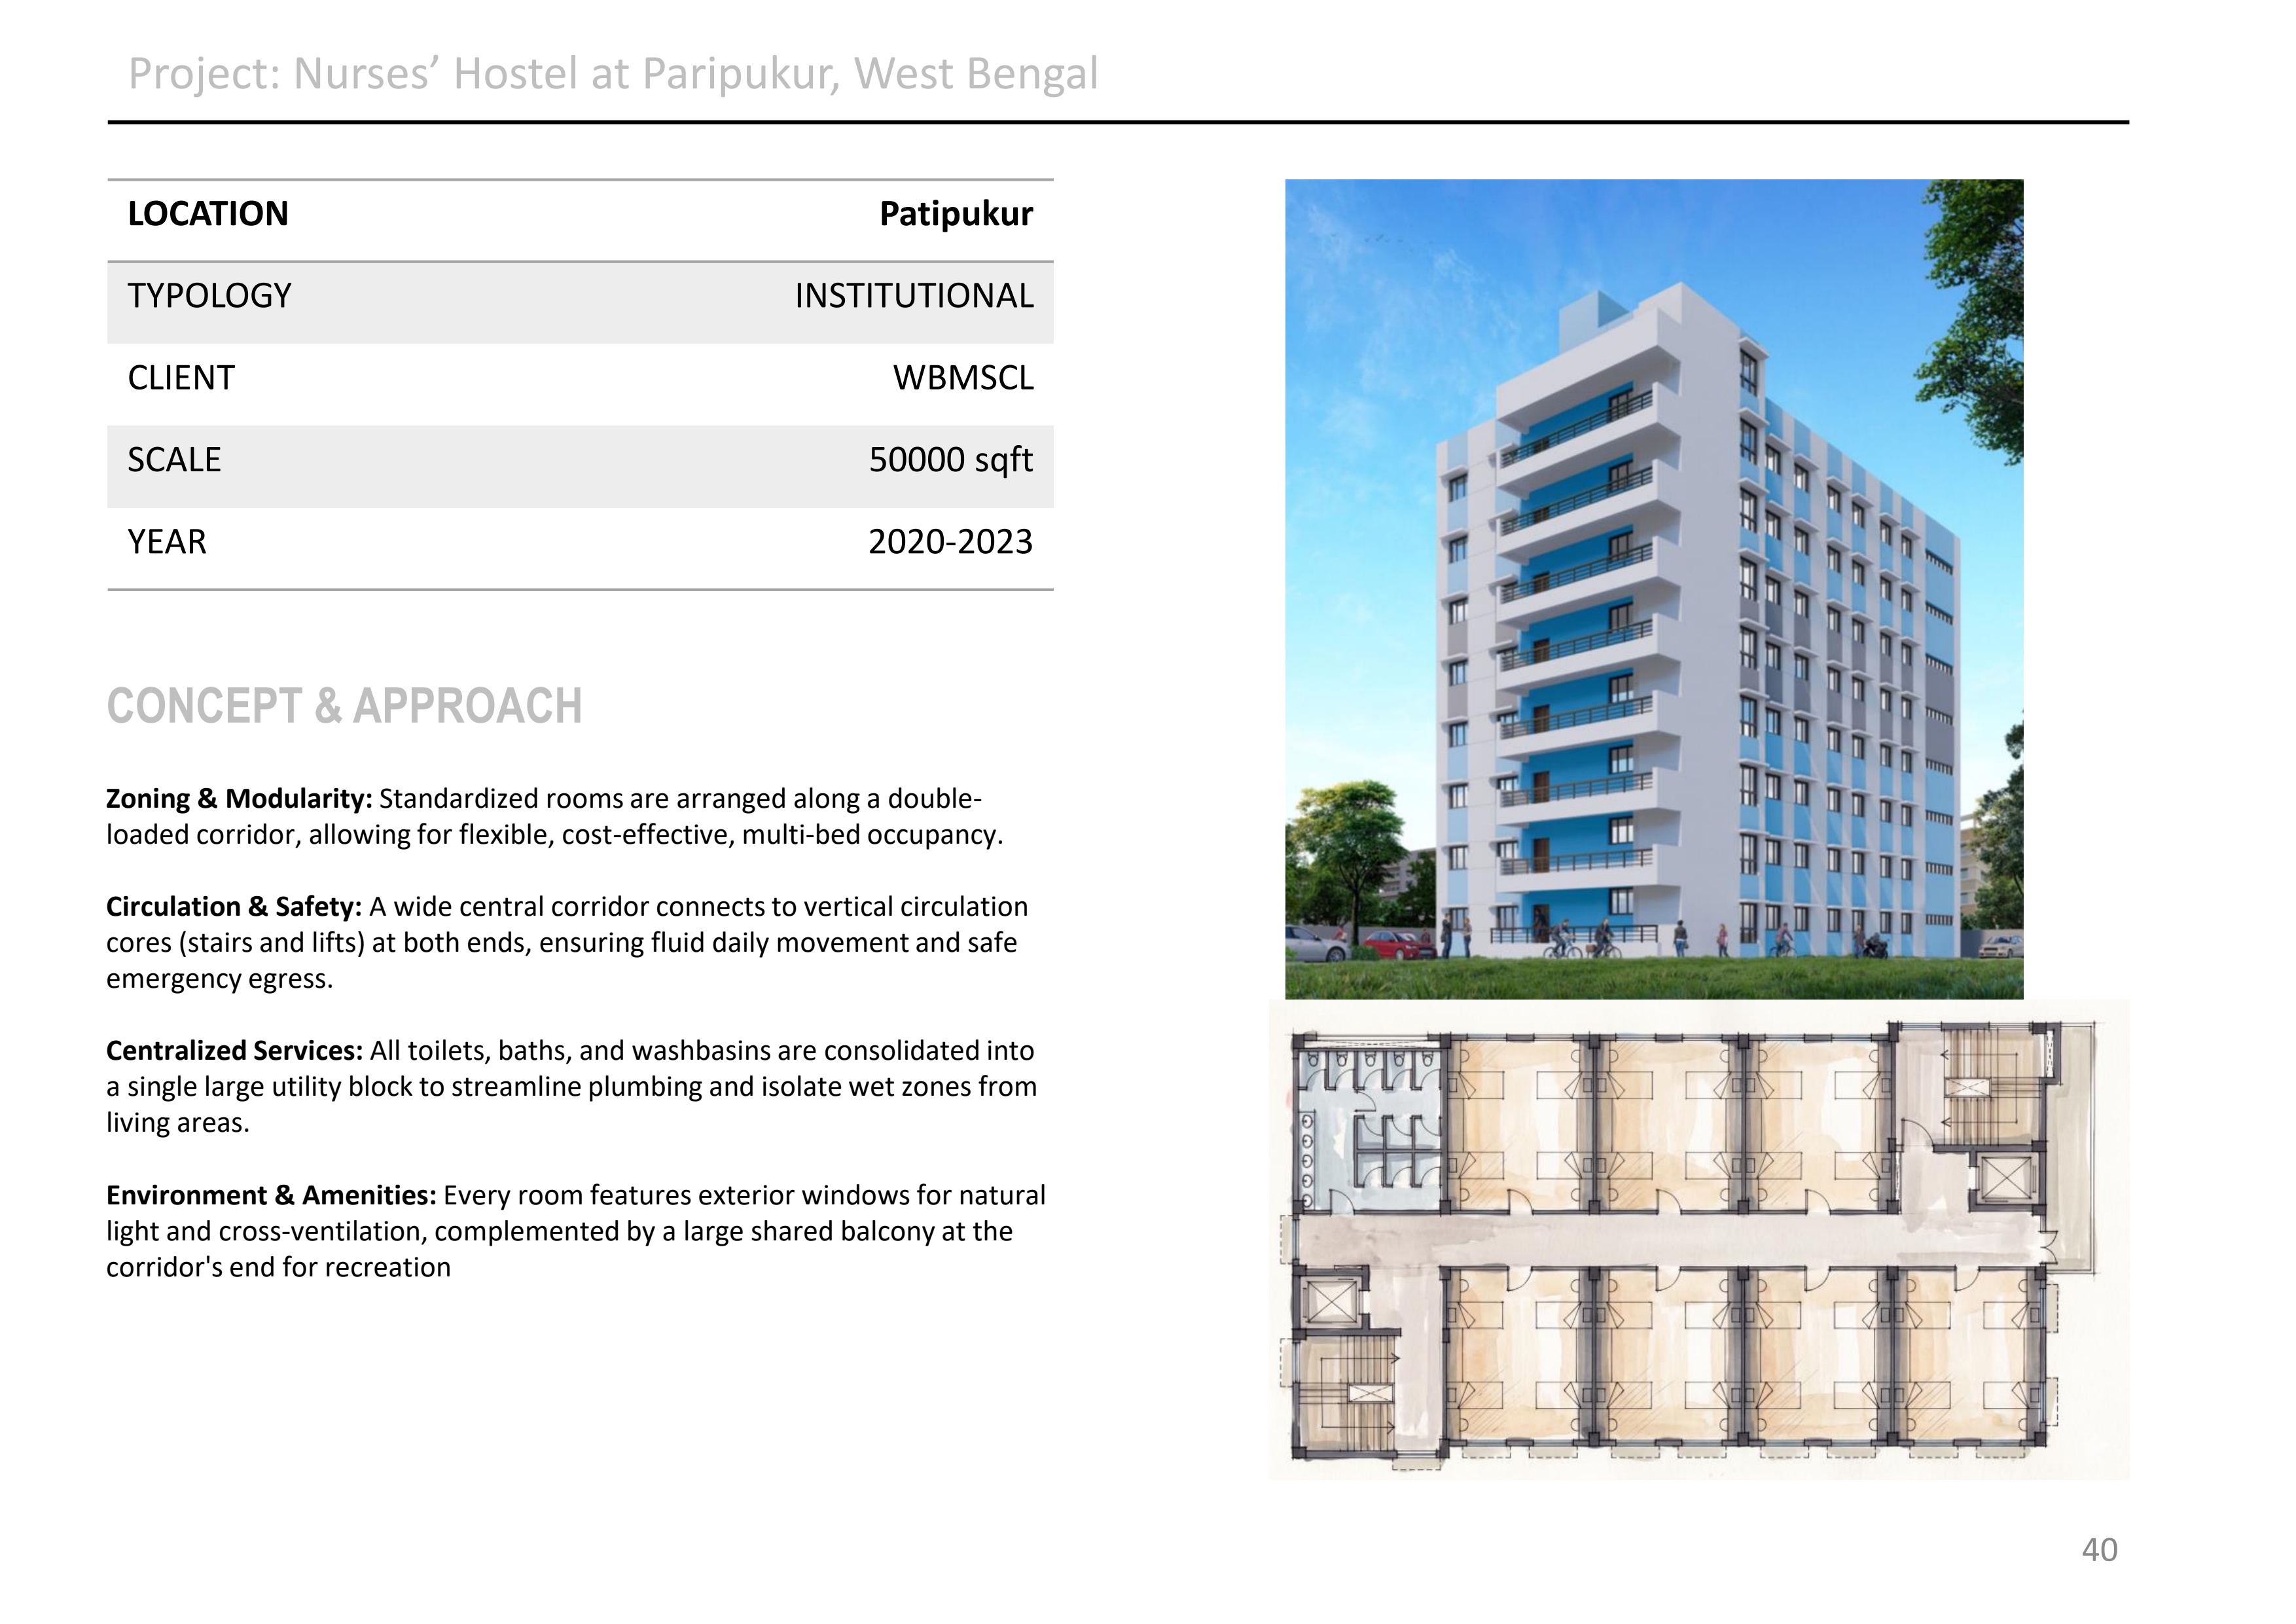 Project: Nurses’ Hostel at Paripukur, West Bengal
LOCATION Patipukur
TYPOLOGY INSTITUTIONAL
CLIENT WBMSCL
SCALE 50000 sqft
YEAR 2020-2023
CONCEPT & APPROACH
Zoning & Modularity: Standardized rooms are arranged along a double-
loaded corridor, allowing for flexible, cost-effective, multi-bed occupancy.
Circulation & Safety: A wide central corridor connects to vertical circulation
cores (stairs and lifts) at both ends, ensuring fluid daily movement and safe
emergency egress.
Centralized Services: All toilets, baths, and washbasins are consolidated into
a single large utility block to streamline plumbing and isolate wet zones from
living areas.
Environment & Amenities: Every room features exterior windows for natural
light and cross-ventilation, complemented by a large shared balcony at the
corridor's end for recreation
40